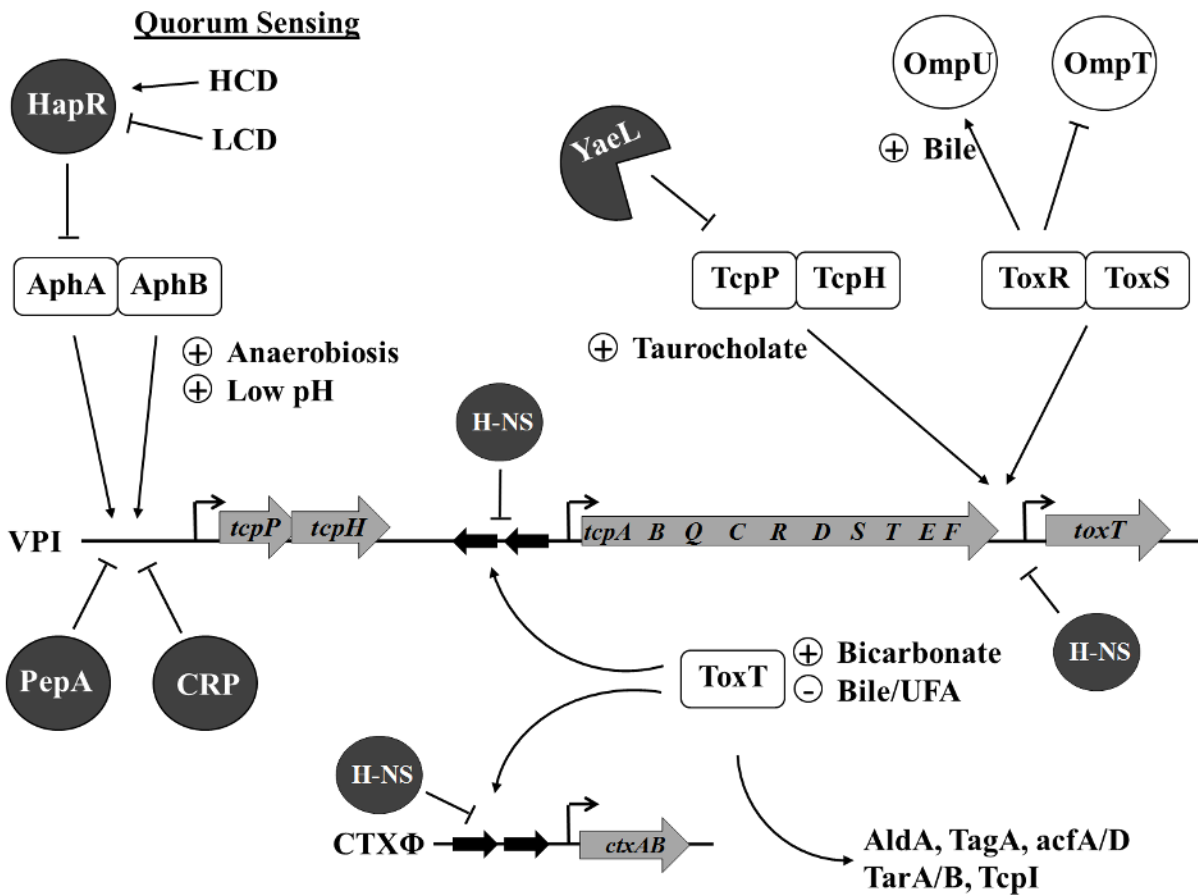 Quorum Sensing
HapR
HCD
LCD
OmpU
OmpT
YaeL
+ Bile
AphA
AphB
TcpP
TcpH
ToxR
ToxS
+ Anaerobiosis
+ Low pH
+ Taurocholate
H-NS
VPI
tcpP
tcpH
tcpA B Q C R D S T E F
toxT
PepA
CRP
ToxT
+ Bicarbonate
- Bile/UFA
H-NS
H-NS
CTXΦ
ctxAB
AldA, TagA, acfA/D
TarA/B, TcpI